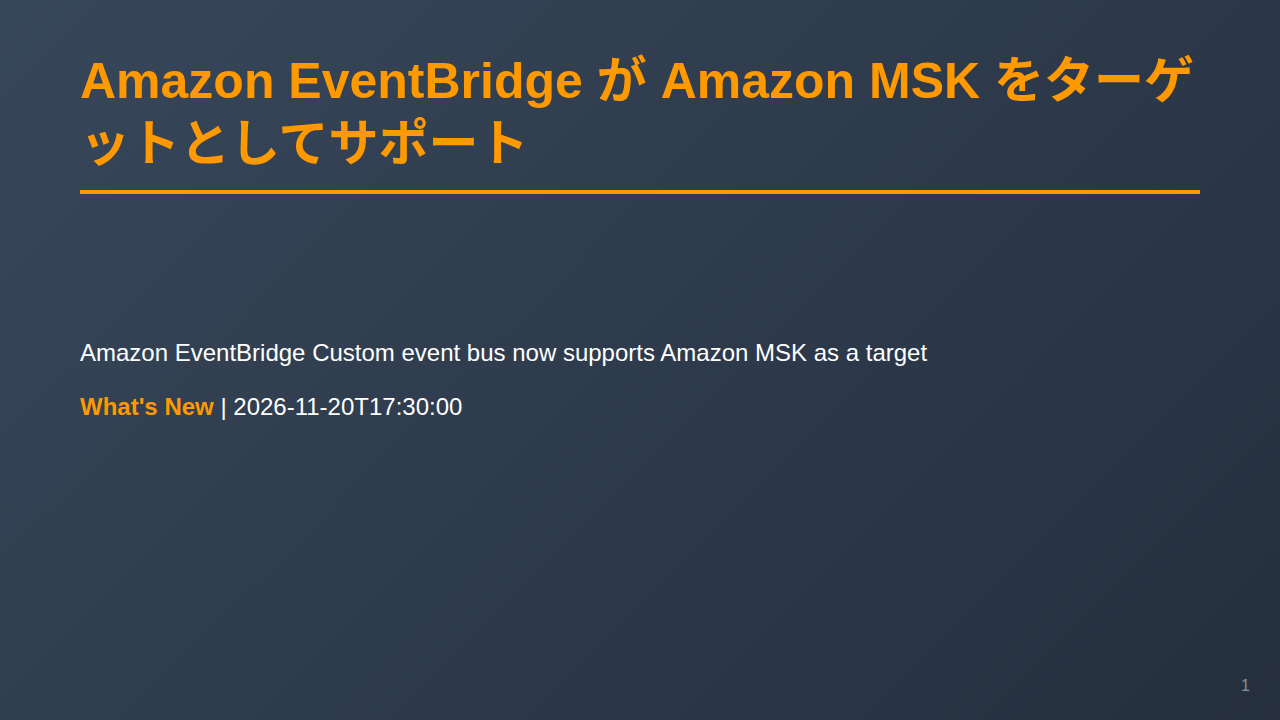 Amazon EventBridge が Amazon MSK をターゲ
ットとしてサポート
Amazon EventBridge Custom event bus now supports Amazon MSK as a target
What's New | 2026-11-20T17:30:00
1